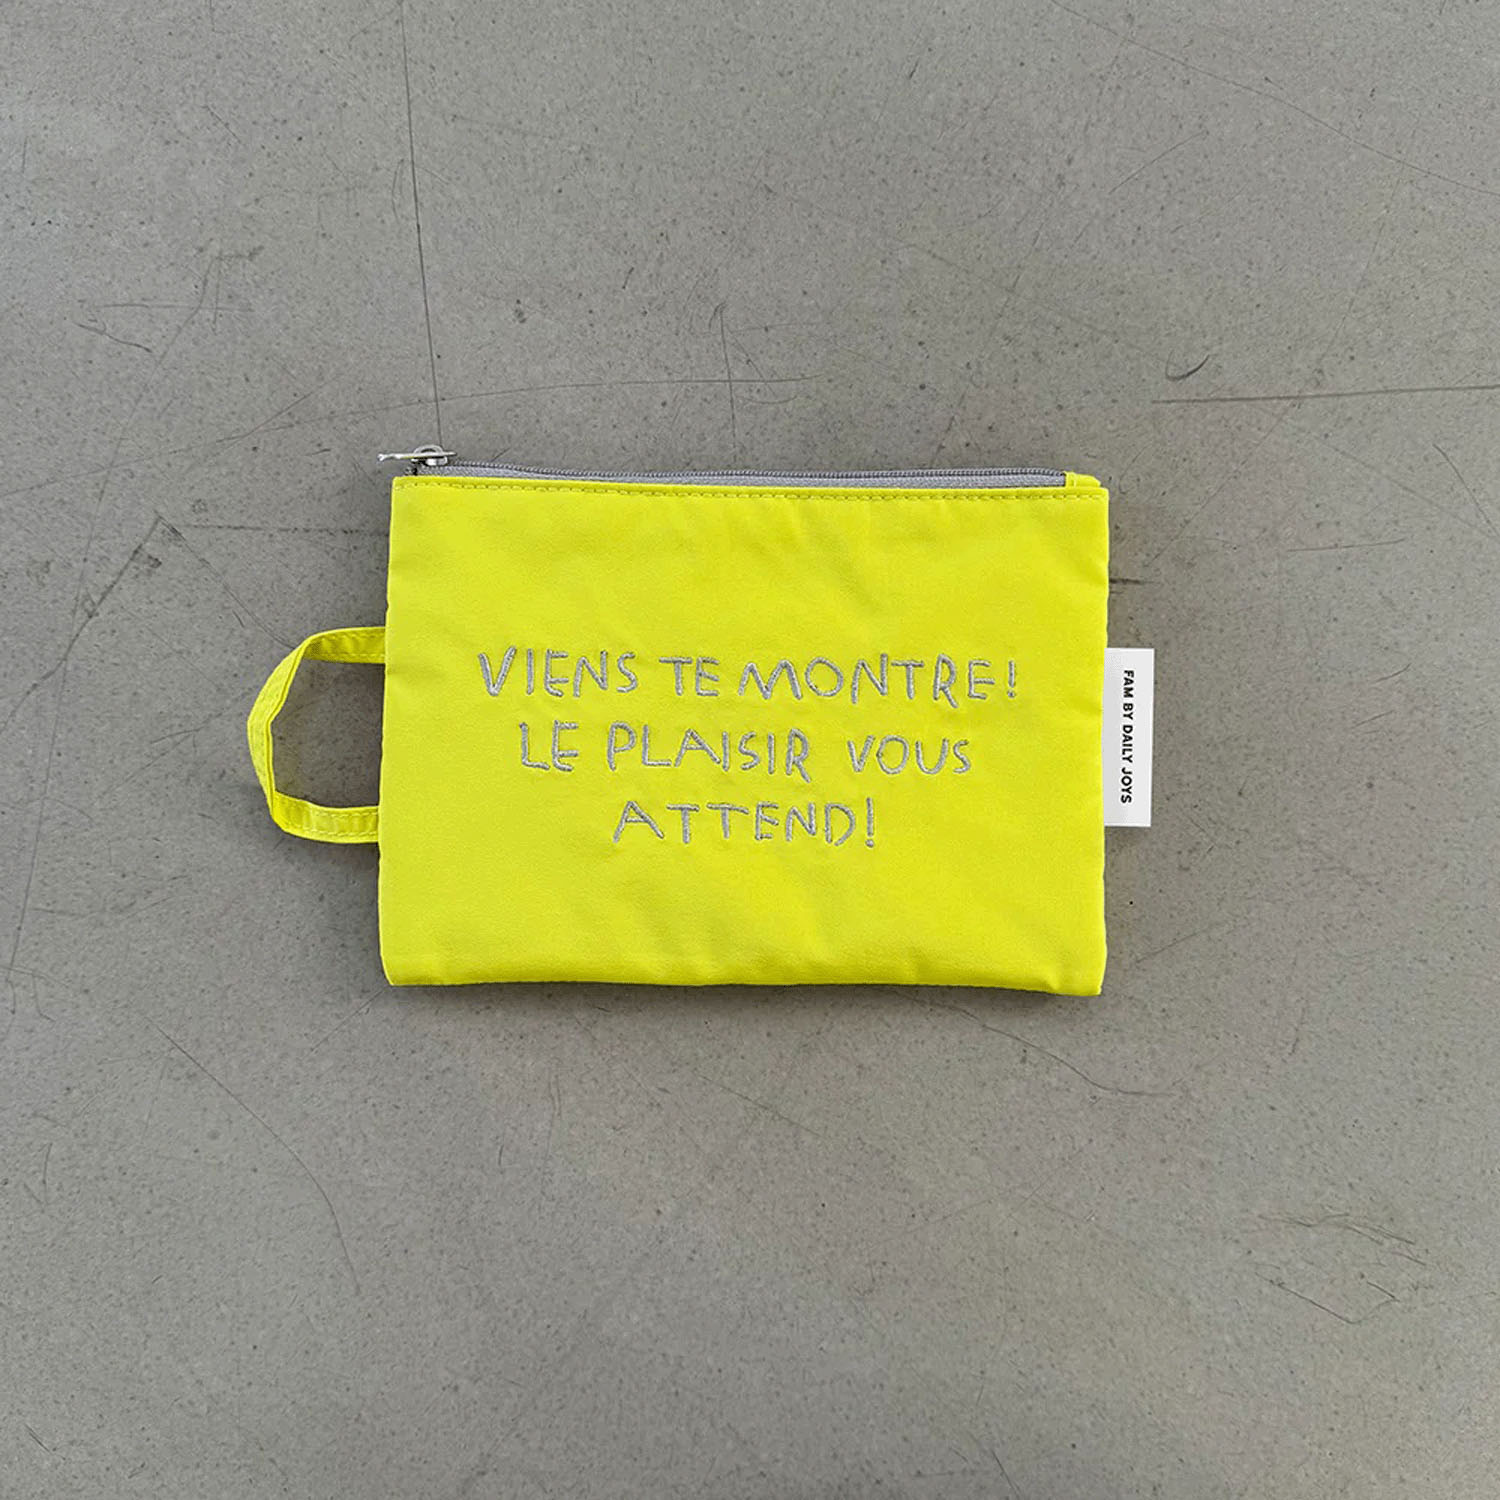 VIENS TE MONTRE!
LE PLAISIR VOUS
ATTEND!
FAM BY DAILY JOYS